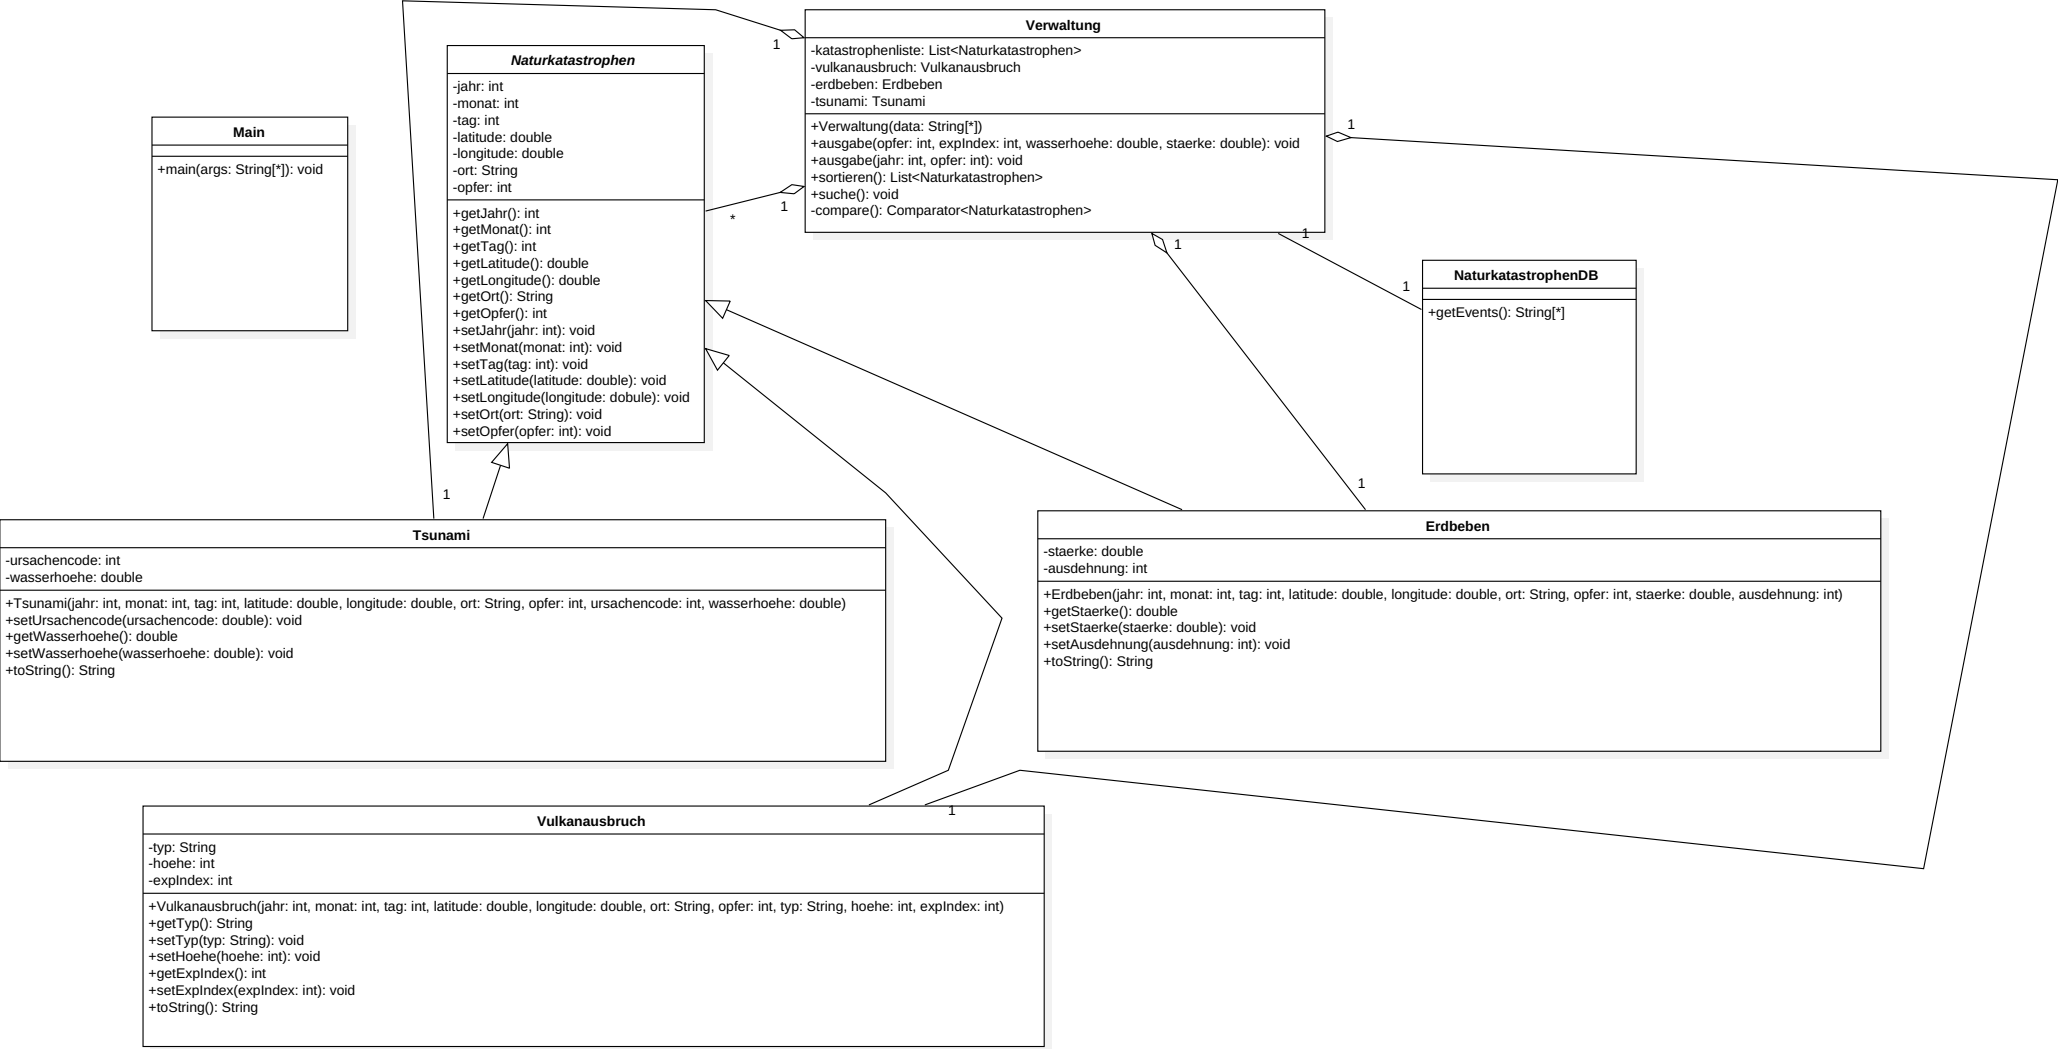 Main
+main(args: String[*]): void
Naturkatastrophen
-jahr: int
-monat: int
-tag: int
-latitude: double
-longitude: double
-ort: String
-opfer: int
+getJahr(): int
+getMonat(): int
+getTag(): int
+getLatitude(): double
+getLongitude(): double
+getOrt(): String
+getOpfer(): int
+setJahr(jahr: int): void
+setMonat(monat: int): void
+setTag(tag: int): void
+setLatitude(latitude: double): void
+setLongitude(longitude: dobule): void
+setOrt(ort: String): void
+setOpfer(opfer: int): void
1
*
1
Verwaltung
-katastrophenliste: List<Naturkatastrophen>
-vulkanausbruch: Vulkanausbruch
-erdbeben: Erdbeben
-tsunami: Tsunami
+Verwaltung(data: String[*])
+ausgabe(opfer: int, expIndex: int, wasserhoehe: double, staerke: double): void
+ausgabe(jahr: int, opfer: int): void
+sortieren(): List<Naturkatastrophen>
+suche(): void
-compare(): Comparator<Naturkatastrophen>
1
1
1
1
NaturkatastrophenDB
+getEvents(): String[*]
1
Tsunami
-ursachencode: int
-wasserhoehe: double
+Tsunami(jahr: int, monat: int, tag: int, latitude: double, longitude: double, ort: String, opfer: int, ursachencode: int, wasserhoehe: double)
+setUrsachencode(ursachencode: double): void
+getWasserhoehe(): double
+setWasserhoehe(wasserhoehe: double): void
+toString(): String
1
Erdbeben
-staerke: double
-ausdehnung: int
+Erdbeben(jahr: int, monat: int, tag: int, latitude: double, longitude: double, ort: String, opfer: int, staerke: double, ausdehnung: int)
+getStaerke(): double
+setStaerke(staerke: double): void
+setAusdehnung(ausdehnung: int): void
+toString(): String
1
Vulkanausbruch
-typ: String
-hoehe: int
-expIndex: int
+Vulkanausbruch(jahr: int, monat: int, tag: int, latitude: double, longitude: double, ort: String, opfer: int, typ: String, hoehe: int, expIndex: int)
+getTyp(): String
+setTyp(typ: String): void
+setHoehe(hoehe: int): void
+getExpIndex(): int
+setExpIndex(expIndex: int): void
+toString(): String